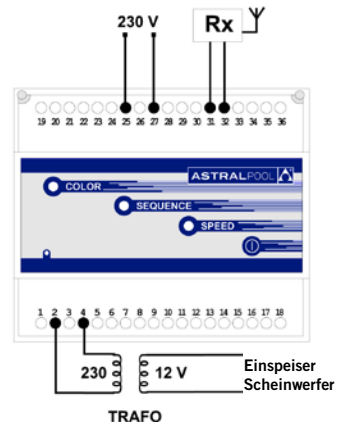 230 V
Rx
19 20 21 22 23 24 25 26 27 28 29 30 31 32 33 34 35 36
ASTRALPOOL
COLOR
SEQUENCE
SPEED
1 2 3 4 5 6 7 8 9 10 11 12 13 14 15 16 17 18
230
12 V
Einspeiser
Scheinwerfer
TRAFO